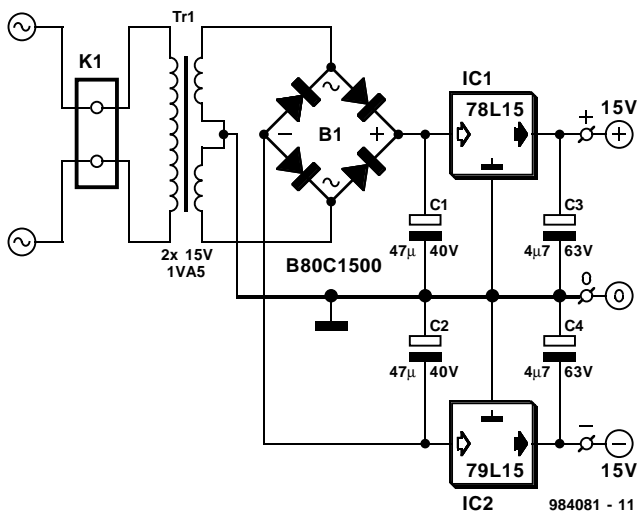 Tr1
K1
2x 15V
1VA5
B1
−
+
B80C1500
IC1
78L15
+
15V
+
C1
47µ
40V
C3
4µ7
63V
0
0
C2
47µ
40V
C4
4µ7
63V
79L15
IC2
−
−
15V
984081 - 11